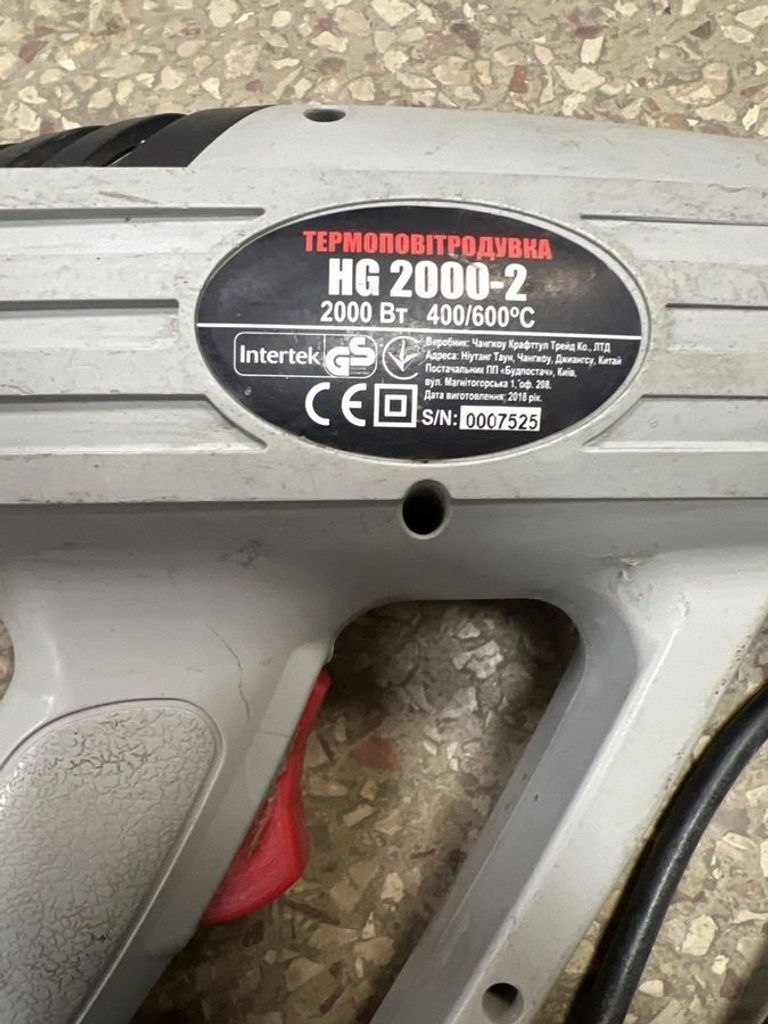 ТЕРМОПОВІТРОДУВКА
HG 2000-2
2000 Вт 400/600ºC
Intertek GS
Виробник: Чангжоу Крафттул Трейд Ко., ЛТД
Адреса: Ніутанг Таун, Чангжоу, Джиангсу, Китай
Постачальник ПП «Будпостач», Київ,
вул. Магнітогорська 1, оф. 208.
Дата виготовлення: 2018 рік.
CE S/N: 0007525